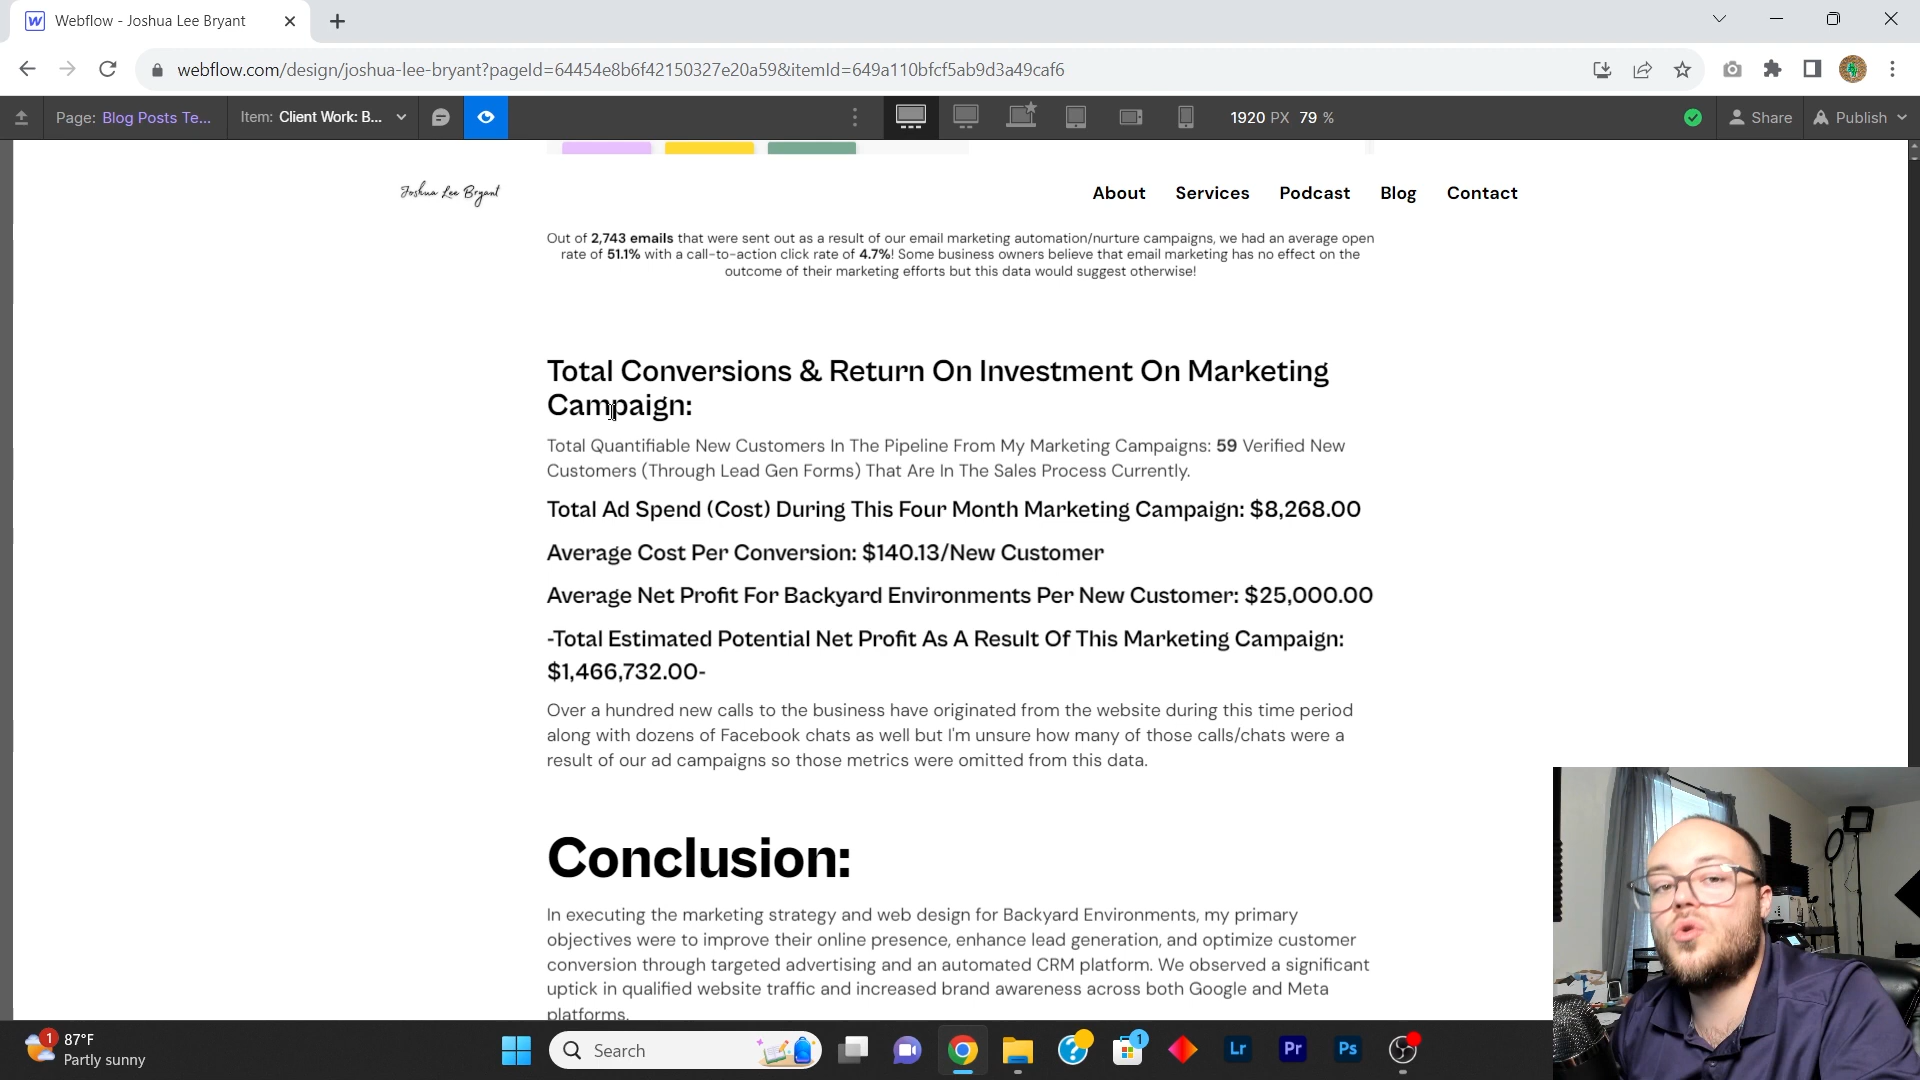 Webflow - Joshua Lee Bryant
webflow.com/design/joshua-lee-bryant?pageId=64454e8b6f42150327e20a59&itemId=649a110bfcf5ab9d3a49caf6
Page: Blog Posts Te... Item: Client Work: B... 1920 PX 79 % Share Publish
Joshua Lee Bryant About Services Podcast Blog Contact
Out of 2,743 emails that were sent out as a result of our email marketing automation/nurture campaigns, we had an average open
rate of 51.1% with a call-to-action click rate of 4.7%! Some business owners believe that email marketing has no effect on the
outcome of their marketing efforts but this data would suggest otherwise!
Total Conversions & Return On Investment On Marketing
Campaign:
Total Quantifiable New Customers In The Pipeline From My Marketing Campaigns: 59 Verified New
Customers (Through Lead Gen Forms) That Are In The Sales Process Currently.
Total Ad Spend (Cost) During This Four Month Marketing Campaign: $8,268.00
Average Cost Per Conversion: $140.13/New Customer
Average Net Profit For Backyard Environments Per New Customer: $25,000.00
-Total Estimated Potential Net Profit As A Result Of This Marketing Campaign:
$1,466,732.00-
Over a hundred new calls to the business have originated from the website during this time period
along with dozens of Facebook chats as well but I'm unsure how many of those calls/chats were a
result of our ad campaigns so those metrics were omitted from this data.
Conclusion:
In executing the marketing strategy and web design for Backyard Environments, my primary
objectives were to improve their online presence, enhance lead generation, and optimize customer
conversion through targeted advertising and an automated CRM platform. We observed a significant
uptick in qualified website traffic and increased brand awareness across both Google and Meta
platforms.
1
87°F
Partly sunny
Search
1
Lr
Pr
Ps